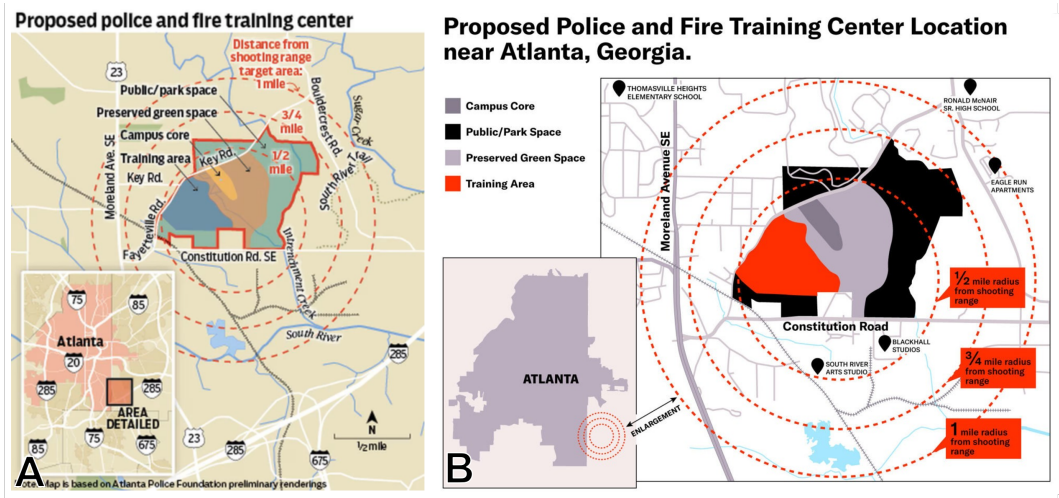 Proposed police and fire training center
Distance from
shooting range
target area:
1 mile
23
Public/park space
Preserved green space
3/4
mile
Campus core
Training area
Key Rd.
1/2
mile
Key Rd.
Moreland Ave. SE
Bouldercrest Rd.
Sugar Creek
South River Trail
Fayetteville Rd.
Constitution Rd. SE
Intrenchment Creek
South River
285
75
85
Atlanta
20
285
285
AREA
DETAILED
85
75
675
23
285
675
N
1/2 mile
Note: Map is based on Atlanta Police Foundation preliminary renderings
A
Proposed Police and Fire Training Center Location
near Atlanta, Georgia.
Campus Core
Public/Park Space
Preserved Green Space
Training Area
THOMASVILLE HEIGHTS
ELEMENTARY SCHOOL
RONALD McNAIR
SR. HIGH SCHOOL
EAGLE RUN
APARTMENTS
Moreland Avenue SE
1/2 mile radius
from shooting
range
Constitution Road
BLACKHALL
STUDIOS
SOUTH RIVER
ARTS STUDIO
3/4 mile radius
from shooting
range
1 mile radius
from shooting
range
ATLANTA
ENLARGEMENT
B